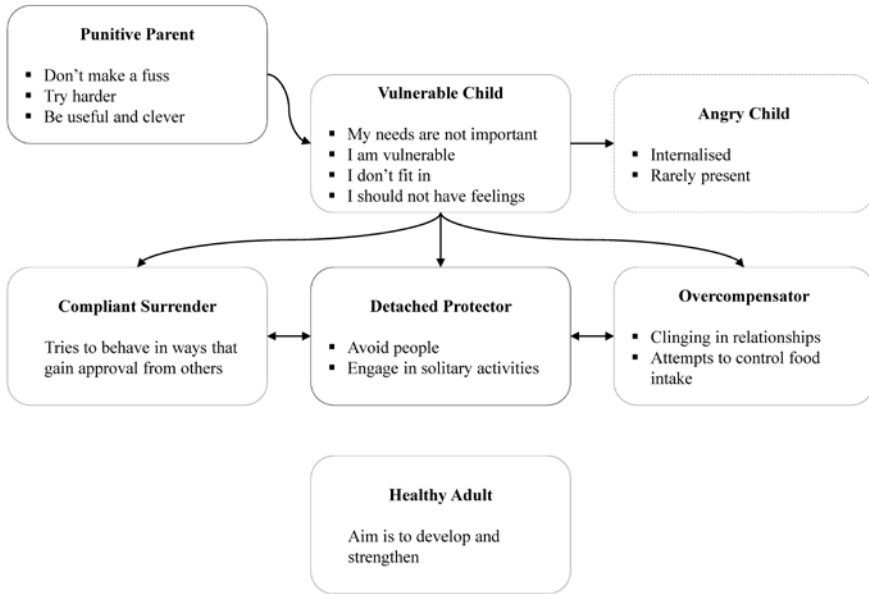 Punitive Parent
▪ Don’t make a fuss
▪ Try harder
▪ Be useful and clever
Vulnerable Child
▪ My needs are not important
▪ I am vulnerable
▪ I don’t fit in
▪ I should not have feelings
Angry Child
▪ Internalised
▪ Rarely present
Compliant Surrender
Tries to behave in ways that
gain approval from others
Detached Protector
▪ Avoid people
▪ Engage in solitary activities
Overcompensator
▪ Clinging in relationships
▪ Attempts to control food
intake
Healthy Adult
Aim is to develop and
strengthen